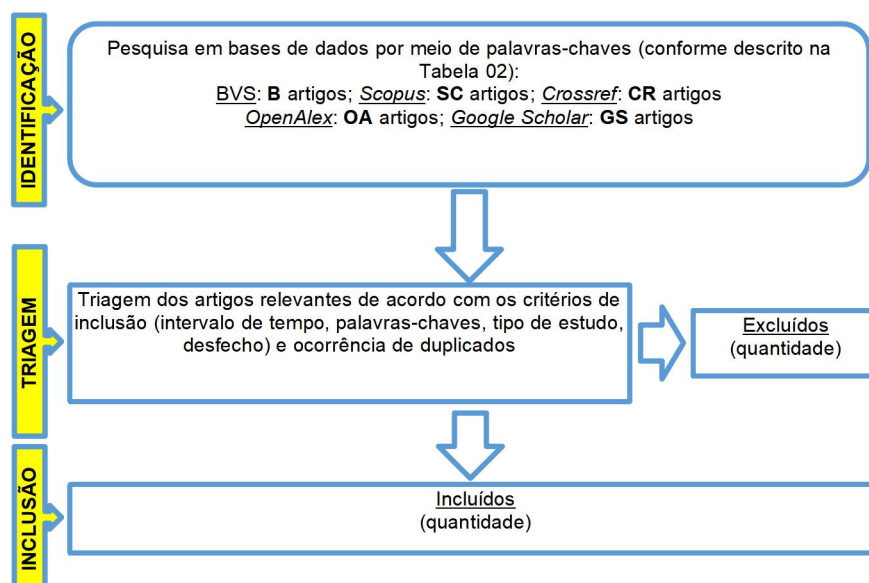 IDENTIFICAÇÃO
Pesquisa em bases de dados por meio de palavras-chaves (conforme descrito na
Tabela 02):
BVS: B artigos; Scopus: SC artigos; Crossref: CR artigos
OpenAlex: OA artigos; Google Scholar: GS artigos
TRIAGEM
Triagem dos artigos relevantes de acordo com os critérios de
inclusão (intervalo de tempo, palavras-chaves, tipo de estudo,
desfecho) e ocorrência de duplicados
Excluídos
(quantidade)
INCLUSÃO
Incluídos
(quantidade)